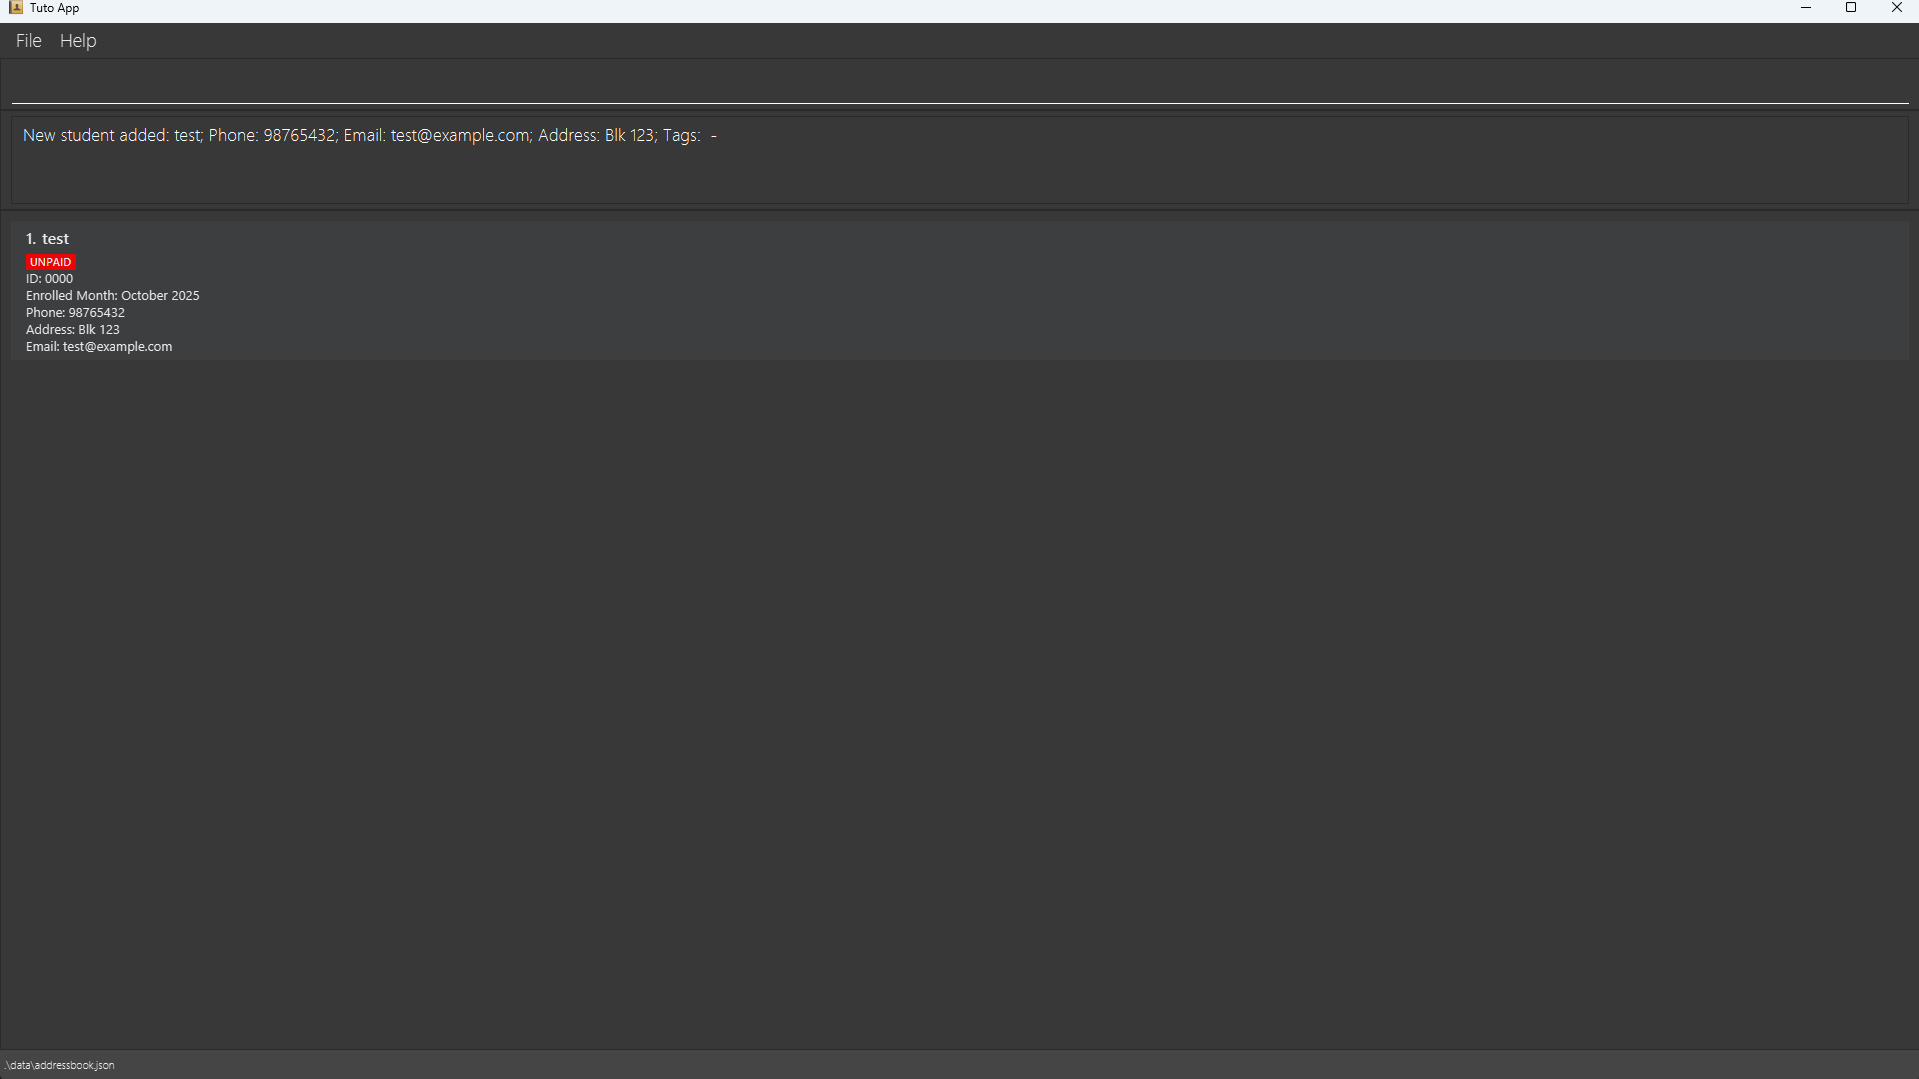 Tuto App
File Help
New student added: test; Phone: 98765432; Email: test@example.com; Address: Blk 123; Tags:  -
1. test
UNPAID
ID: 0000
Enrolled Month: October 2025
Phone: 98765432
Address: Blk 123
Email: test@example.com
.\data\addressbook.json